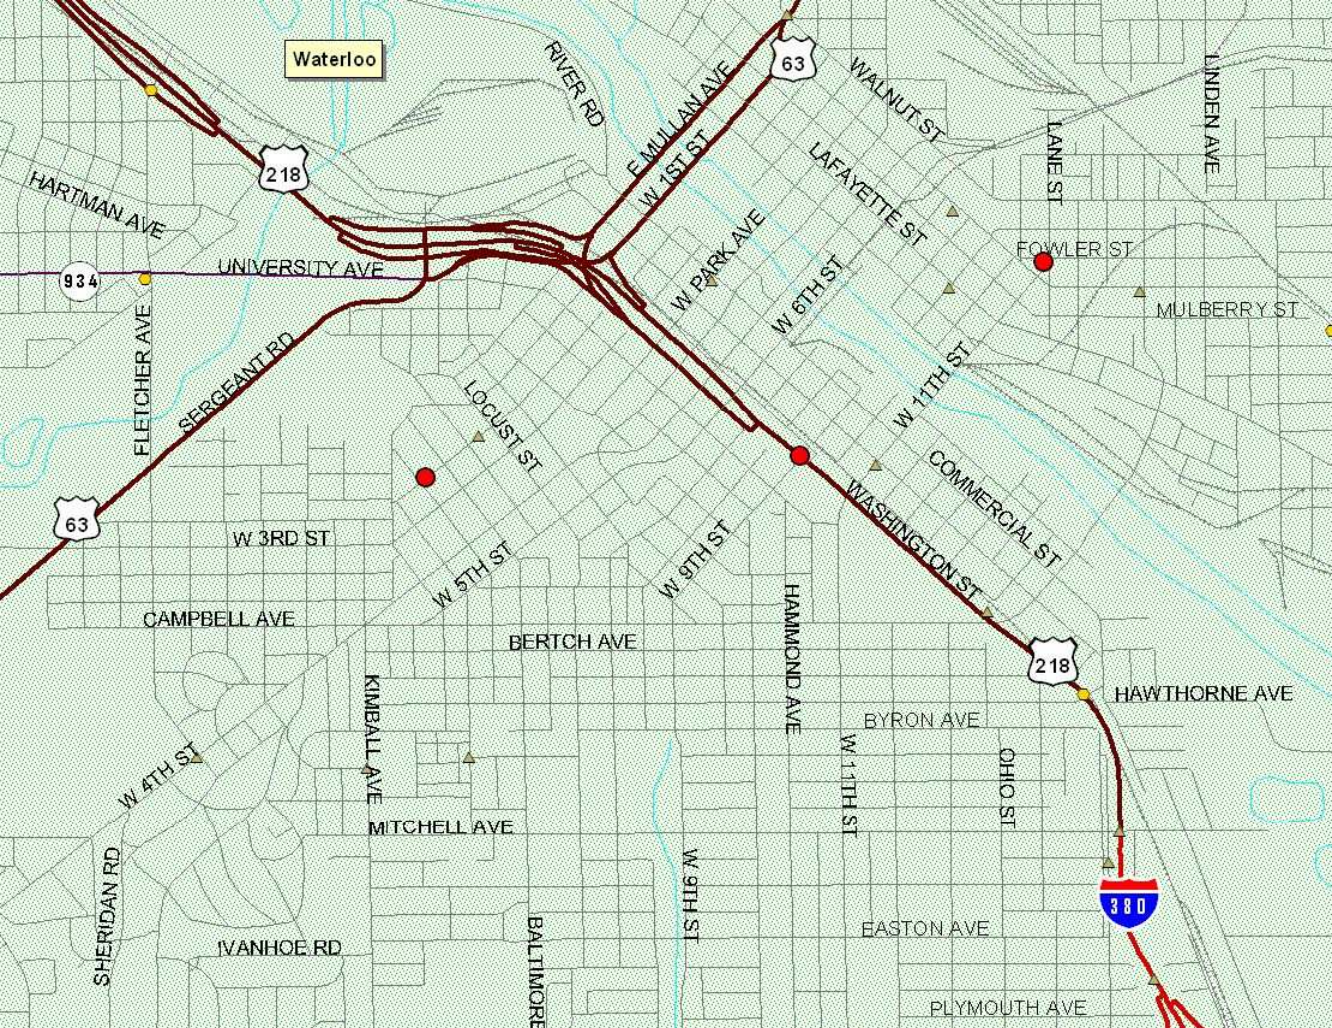 Waterloo
63
RIVER RD
WALNUT ST
LINDEN AVE
E MULLAN AVE
W 1ST ST
LANE ST
218
LAFAYETTE ST
HARTMAN AVE
W PARK AVE
FOWLER ST
934
UNIVERSITY AVE
W 6TH ST
MULBERRY ST
FLETCHER AVE
SERGEANT RD
LOCUST ST
W 11TH ST
63
COMMERCIAL ST
WASHINGTON ST
W 3RD ST
W 5TH ST
W 9TH ST
CAMPBELL AVE
BERTCH AVE
HAMMOND AVE
218
HAWTHORNE AVE
BYRON AVE
KIMBALL AVE
W 4TH ST
W 11TH ST
OHIO ST
MITCHELL AVE
SHERIDAN RD
W 9TH ST
380
IVANHOE RD
BALTIMORE
EASTON AVE
PLYMOUTH AVE